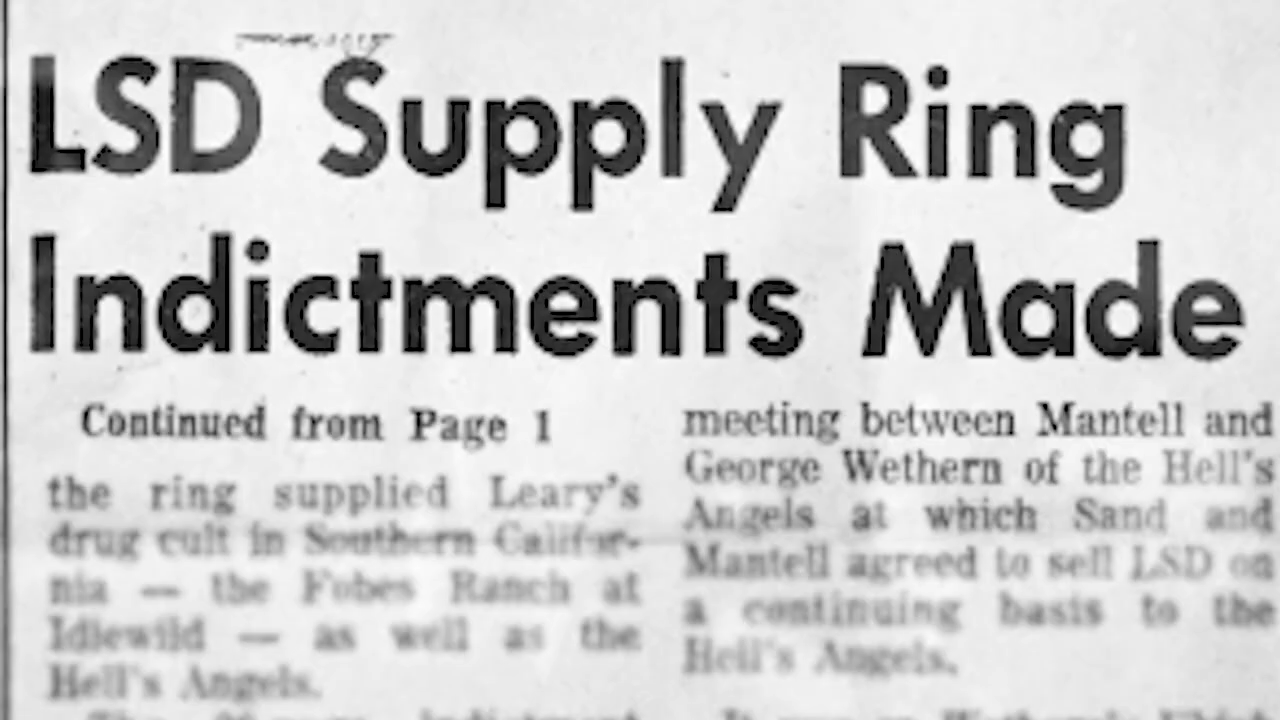 LSD Supply Ring
Indictments Made
Continued from Page 1
the ring supplied Leary's
drug cult in Southern Califor-
nia — the Fobes Ranch at
Idlewild — as well as the
Hell's Angels.
meeting between Mantell and
George Wethern of the Hell's
Angels at which Sand and
Mantell agreed to sell LSD on
a continuing basis to the
Hell's Angels.